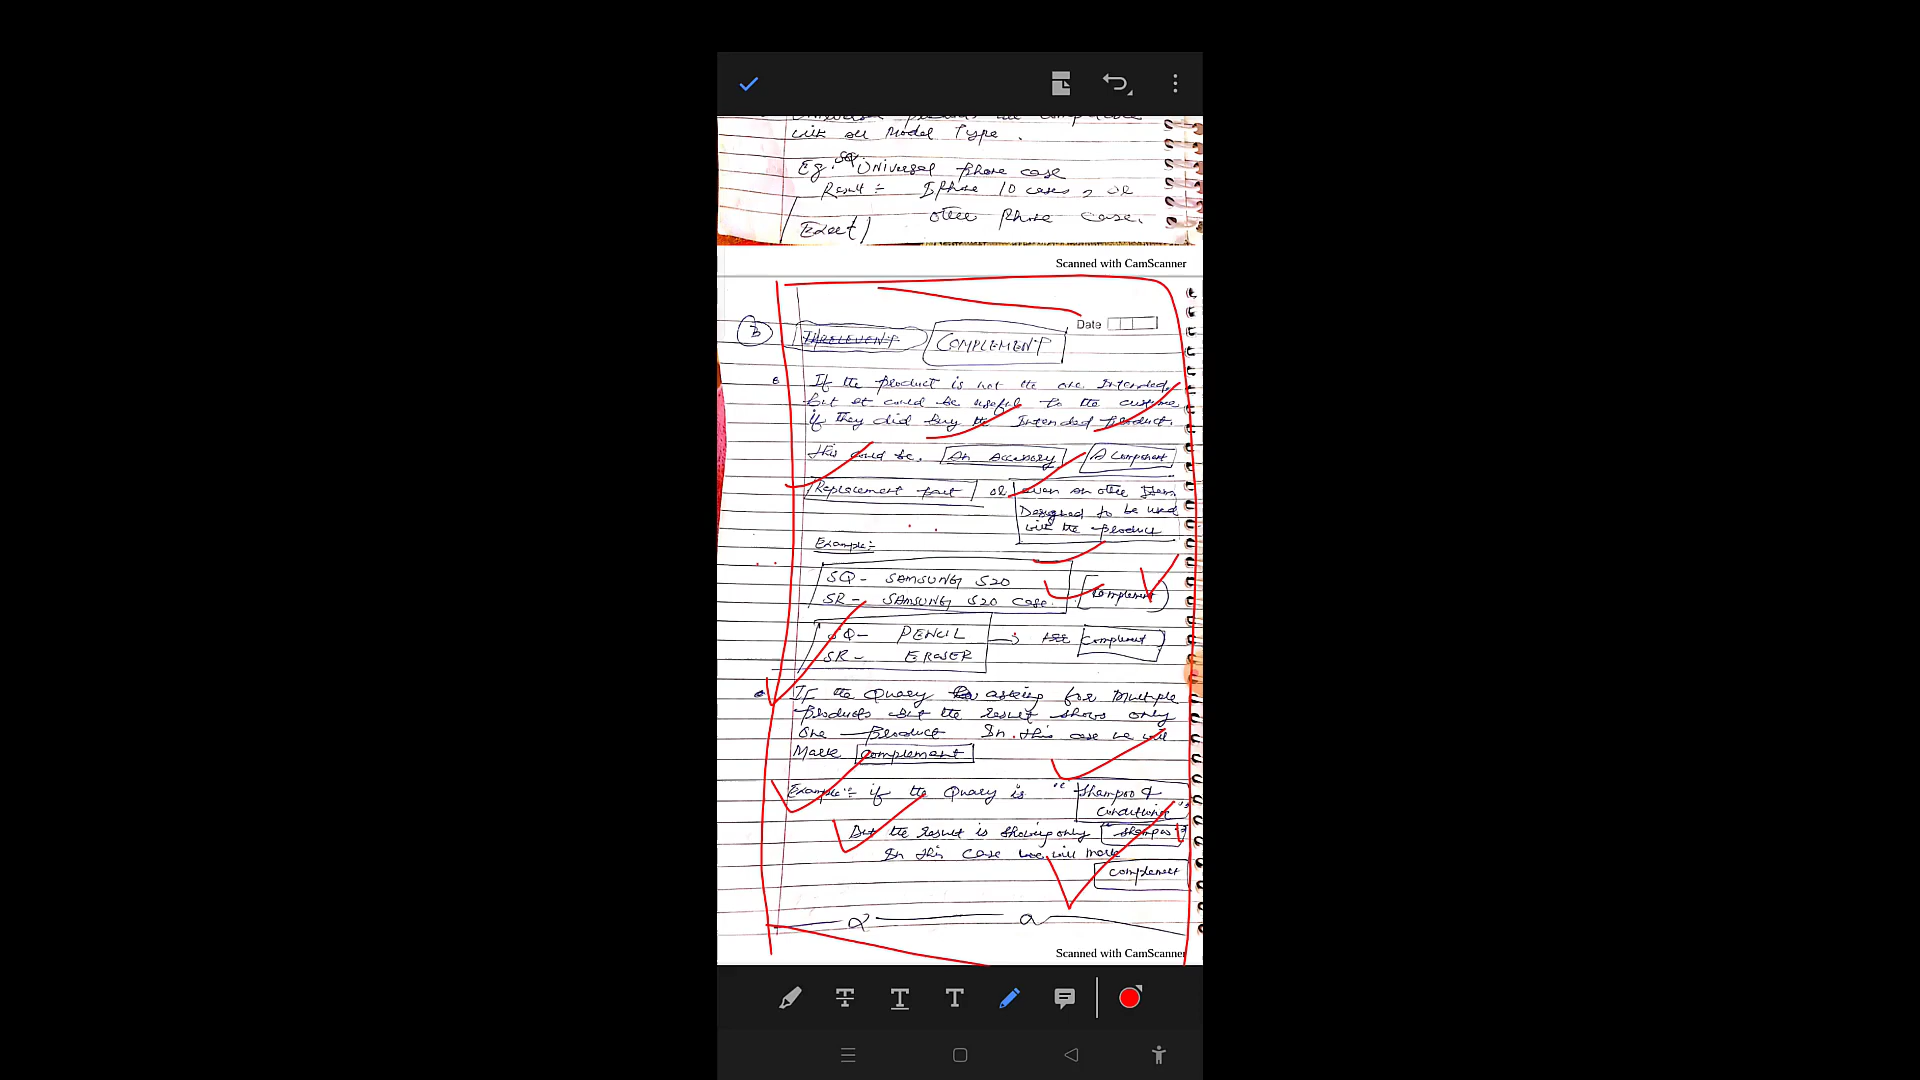 with all Model Type.
Eg. SQ Universal phone case
Result :- IPhone 10 cases, or
other Phone case.
Exact)
Scanned with CamScanner
Date
3 IRRELEVENT COMPLEMENT
If the product is not the one Intended,
but it could be useful to the customer
if they did buy the Intended product.
this could be. An Accessory A Component
Replacement part or even an other Item
Designed to be used
with the product
Example:-
SQ - SAMSUNG S20
SR - SAMSUNG S20 Case. Complement
SQ - PENCIL Complement
SR - ERASER
If the Quary asking for Multiple
products but the result shows only
One product In this case we will
Mark complement
Example:- if the Quary is "Shampoo &
Conditioner"
But the result is showing only "Shampoo"
In this case we will mark
Complement
Scanned with CamScanner